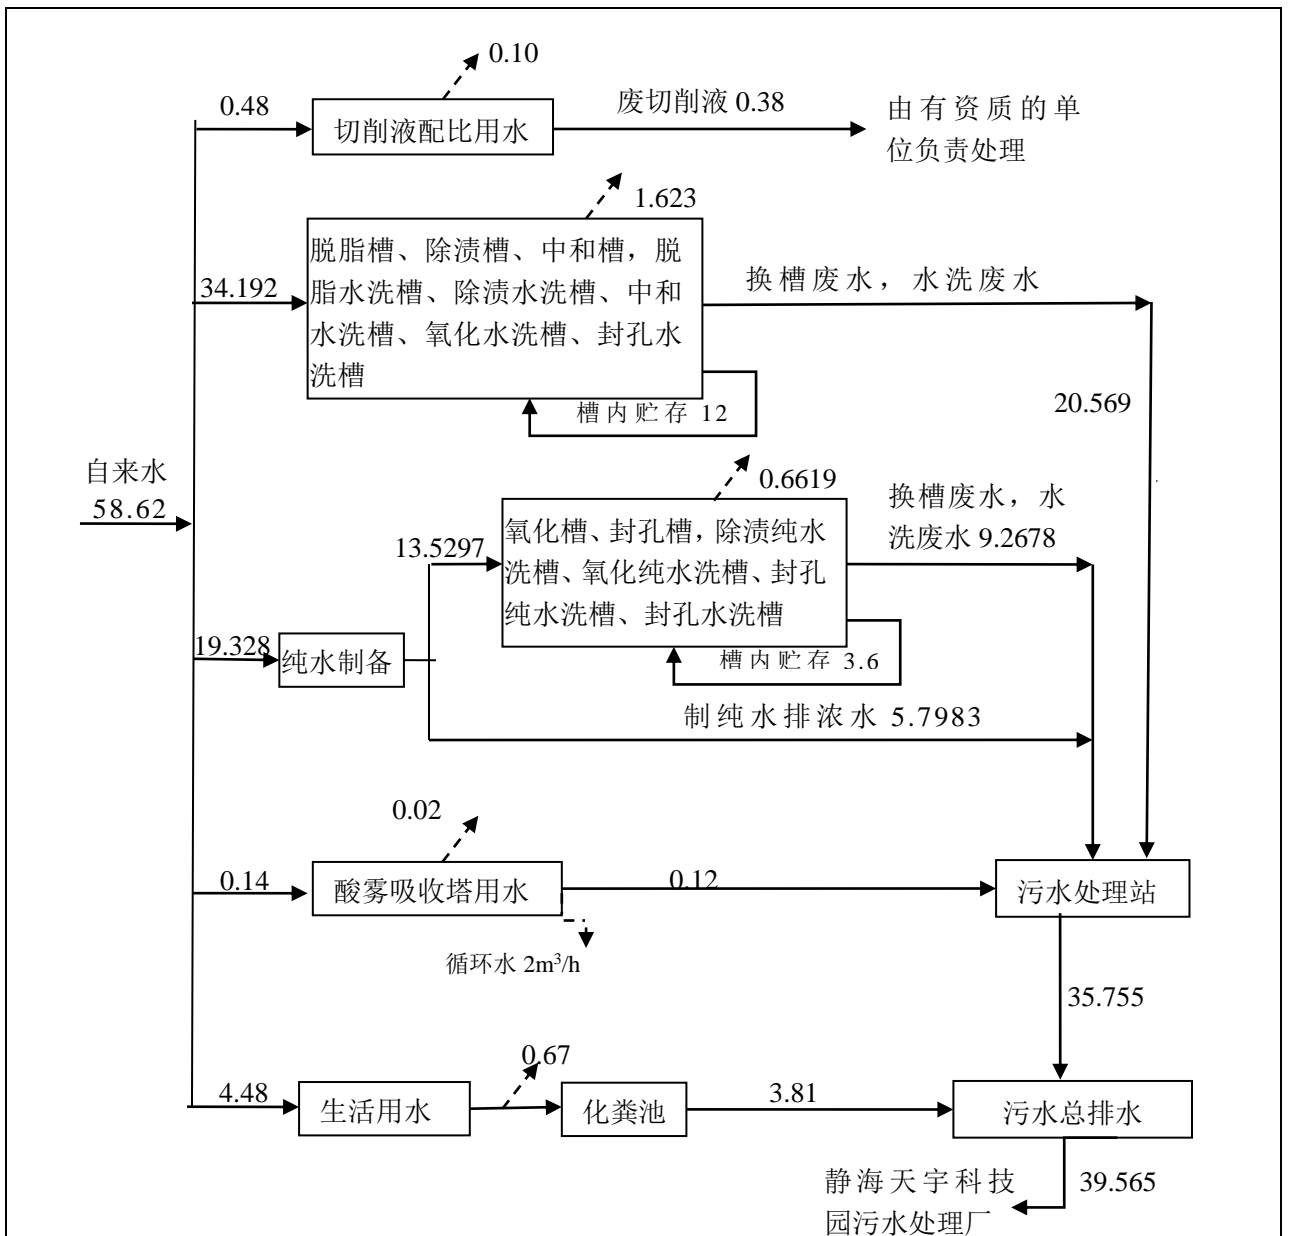 0.10
0.48
切削液配比用水
废切削液 0.38
由有资质的单
位负责处理
1.623
34.192
脱脂槽、除渍槽、中和槽，脱
脂水洗槽、除渍水洗槽、中和
水洗槽、氧化水洗槽、封孔水
洗槽
换槽废水，水洗废水
槽内贮存 12
20.569
自来水
58.62
0.6619
13.5297
氧化槽、封孔槽，除渍纯水
洗槽、氧化纯水洗槽、封孔
纯水洗槽、封孔水洗槽
换槽废水，水
洗废水 9.2678
19.328
纯水制备
槽内贮存 3.6
制纯水排浓水 5.7983
0.02
0.14
酸雾吸收塔用水
0.12
污水处理站
循环水 2m³/h
35.755
0.67
4.48
生活用水
化粪池
3.81
污水总排水
39.565
静海天宇科技
园污水处理厂